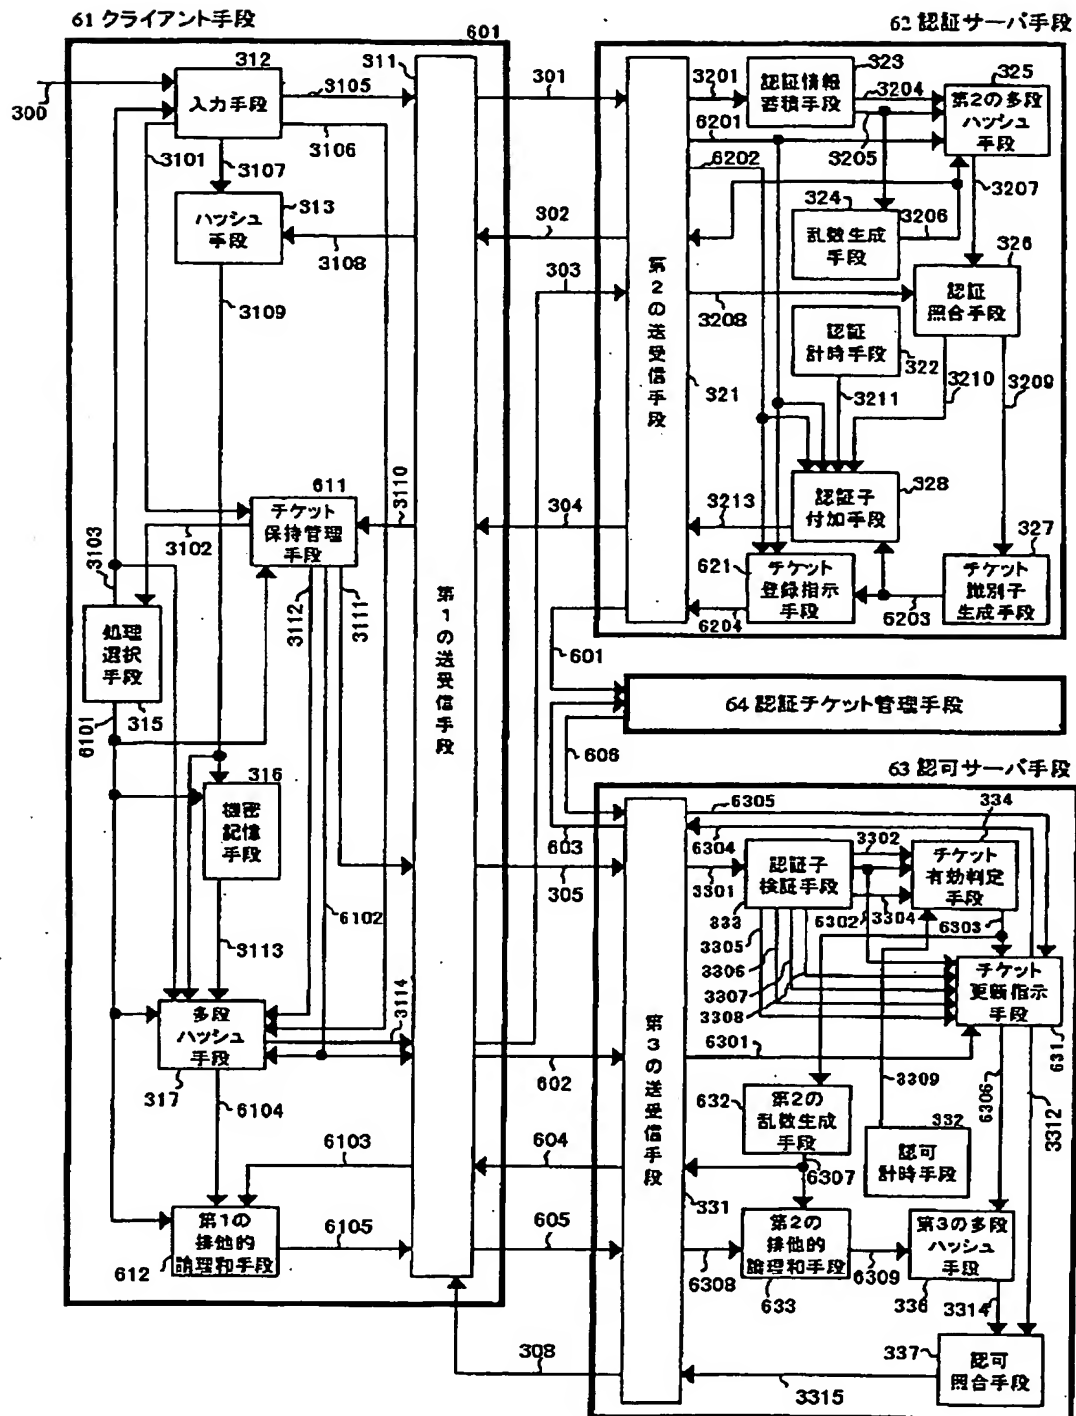 61 クライアント手段
601
312
入力手段
300
3105
3101
3107
3106
313
ハッシュ
手段
3108
3109
311
第1の送受信手段
611
チケット
保持管理
手段
3110
3102
3103
3112
3111
処理
選択
手段
315
6101
316
機密
記憶
手段
3113
6102
多段
ハッシュ
手段
317
3114
6104
6103
第1の
排他的
論理和手段
612
6105
301
302
303
304
305
602
604
605
308
62 認証サーバ手段
第2の送受信手段
321
3201
6201
6202
323
認証情報
蓄積手段
3204
3205
325
第2の多段
ハッシュ
手段
3207
324
乱数生成
手段
3206
326
認証
照合手段
3208
認証
計時手段
322
3211
3210
3209
認証子
付加手段
328
3213
621
チケット
登録指示
手段
6204
6203
327
チケット
識別子
生成手段
601
64 認証チケット管理手段
606
603
63 認可サーバ手段
第3の送受信手段
331
6305
6304
3301
認証子
検証手段
333
3302
6302
3304
334
チケット
有効判定
手段
6303
3305
3306
3307
3308
チケット
更新指示
手段
631
6301
3309
6306
3312
632
第2の
乱数生成
手段
6307
332
認可
計時手段
第2の
排他的
論理和手段
633
6308
6309
第3の多段
ハッシュ
手段
336
3314
337
認可
照合手段
3315